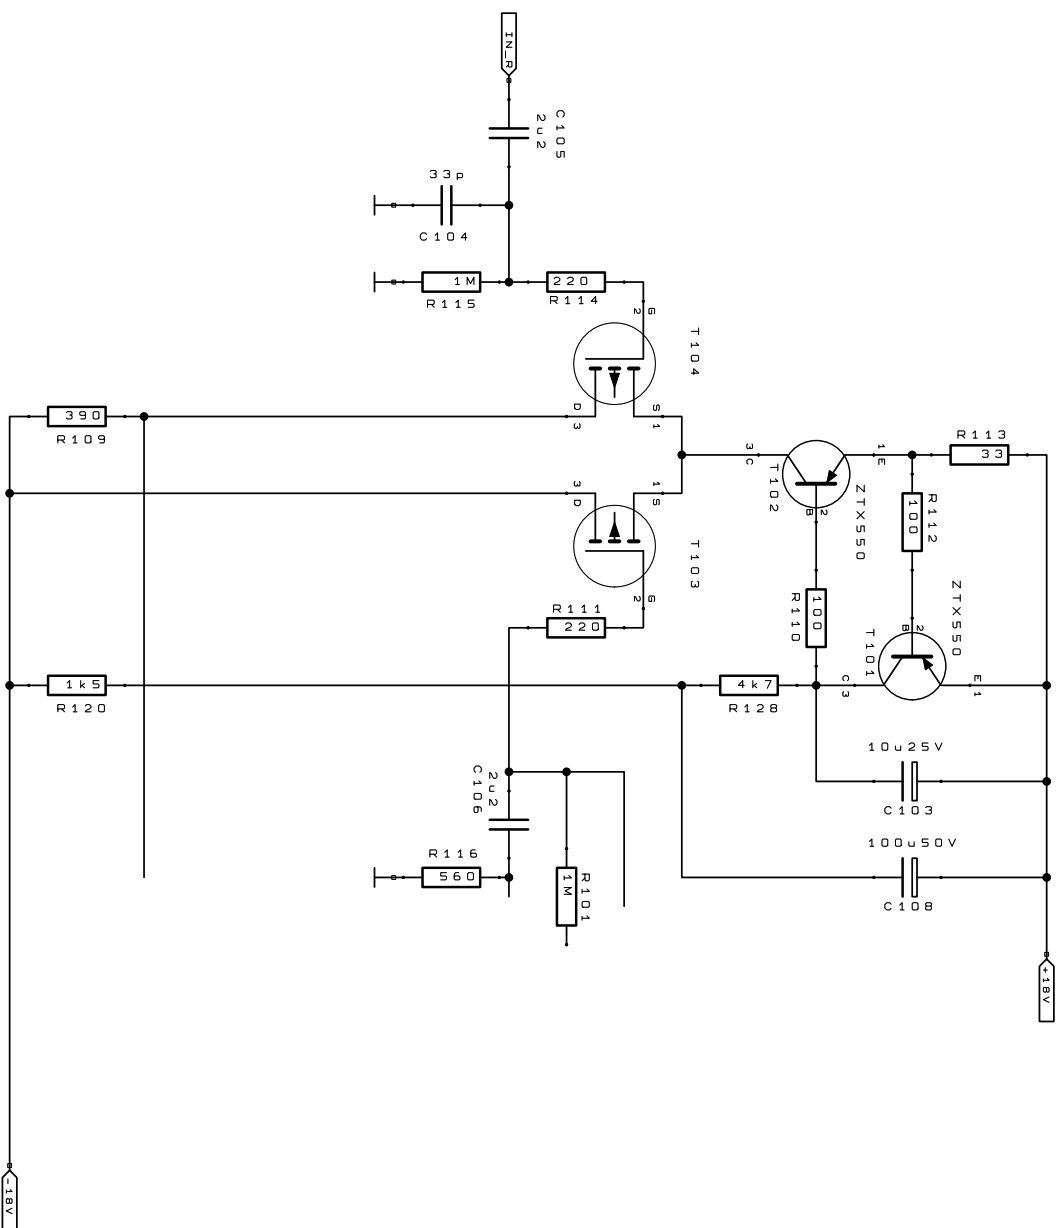 IN_R
C105
2u2
33p
C104
1M
R115
220
R114
G
2
T104
D
3
S
1
390
R109
3
C
T102
1
E
R113
33
3
D
1
S
T103
B
2
ZTX550
100
R112
G
2
R111
220
R110
100
ZTX550
B
2
T101
1k5
R120
4k7
R128
C
3
E
1
10u25V
C103
C106
2u2
100u50V
C108
R116
560
1M
R101
+18V
-18V